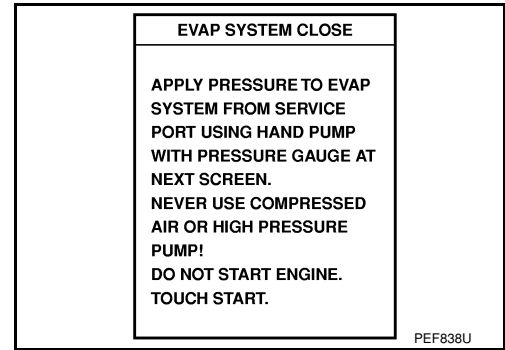 EVAP SYSTEM CLOSE
APPLY PRESSURE TO EVAP
SYSTEM FROM SERVICE
PORT USING HAND PUMP
WITH PRESSURE GAUGE AT
NEXT SCREEN.
NEVER USE COMPRESSED
AIR OR HIGH PRESSURE
PUMP!
DO NOT START ENGINE.
TOUCH START.
PEF838U